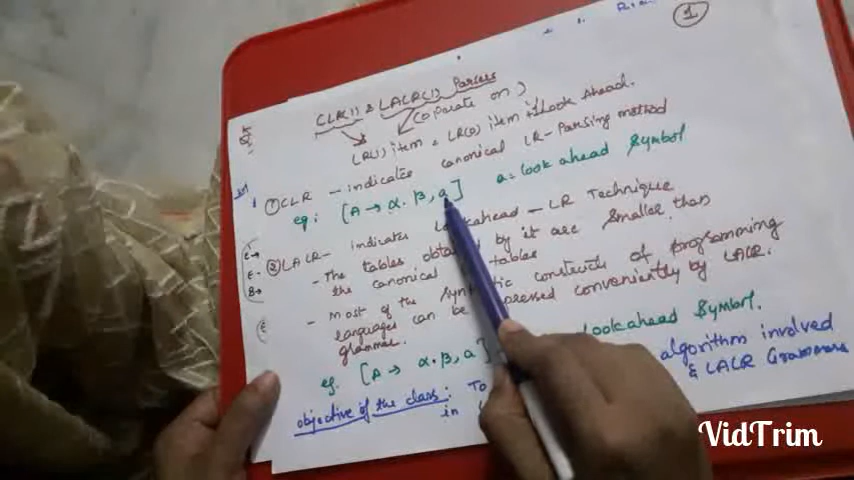 1
CLR(1) & LALR(1) Parsers
(operate on)
LR(1) item = LR(0) item + Look Ahead.
① CLR - indicates canonical LR - Parsing method
eg: [A → α.β, a] a = look ahead symbol
② LALR - indicates Lookahead - LR Technique
- The tables obtained by it are smaller than
the canonical tables
- Most of the syntactic constructs of programming
languages can be expressed conveniently by LALR.
grammar.
eg. [A → α.β, a] Lookahead Symbol.
objective of the class: To algorithm involved
in & LALR Grammars
VidTrim